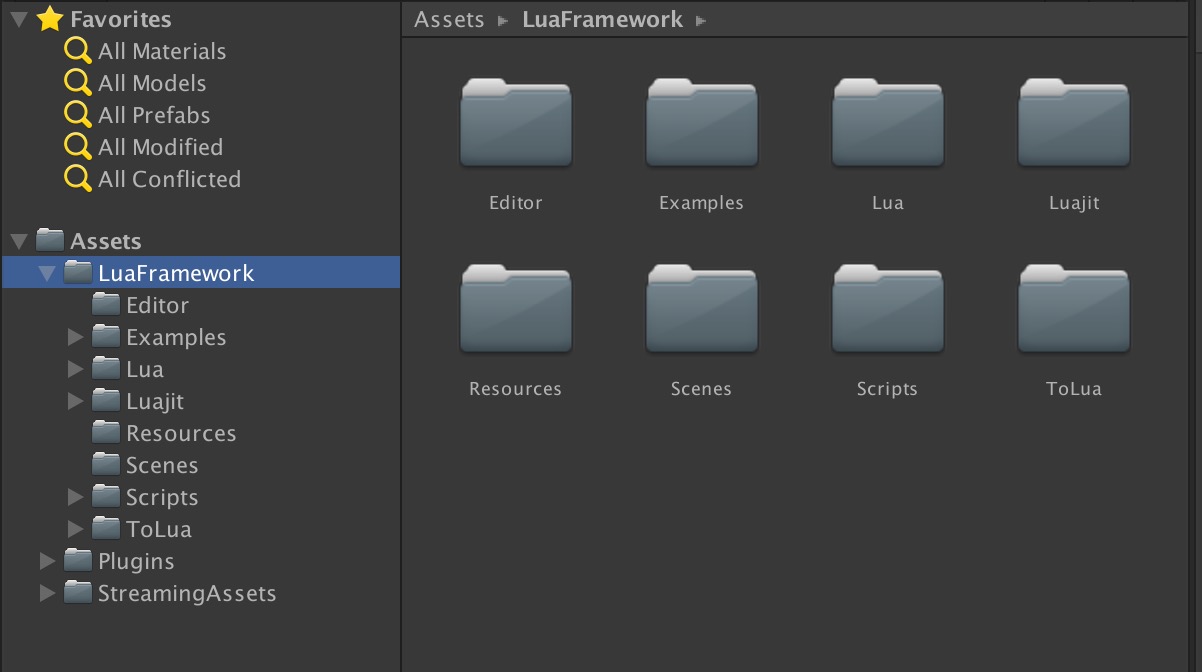 Favorites
All Materials
All Models
All Prefabs
All Modified
All Conflicted
Assets
LuaFramework
Editor
Examples
Lua
Luajit
Resources
Scenes
Scripts
ToLua
Plugins
StreamingAssets
Assets LuaFramework
Editor Examples Lua Luajit
Resources Scenes Scripts ToLua